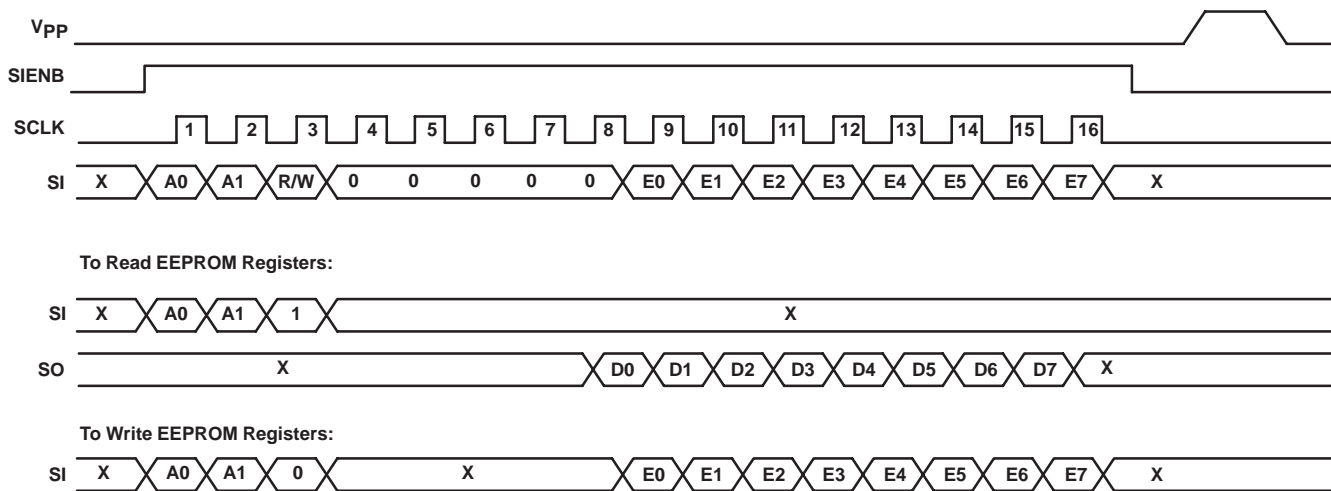 VPP
SIENB
SCLK 1 2 3 4 5 6 7 8 9 10 11 12 13 14 15 16
SI X A0 A1 R/W 0 0 0 0 0 E0 E1 E2 E3 E4 E5 E6 E7 X
To Read EEPROM Registers:
SI X A0 A1 1 X
SO X D0 D1 D2 D3 D4 D5 D6 D7 X
To Write EEPROM Registers:
SI X A0 A1 0 X E0 E1 E2 E3 E4 E5 E6 E7 X